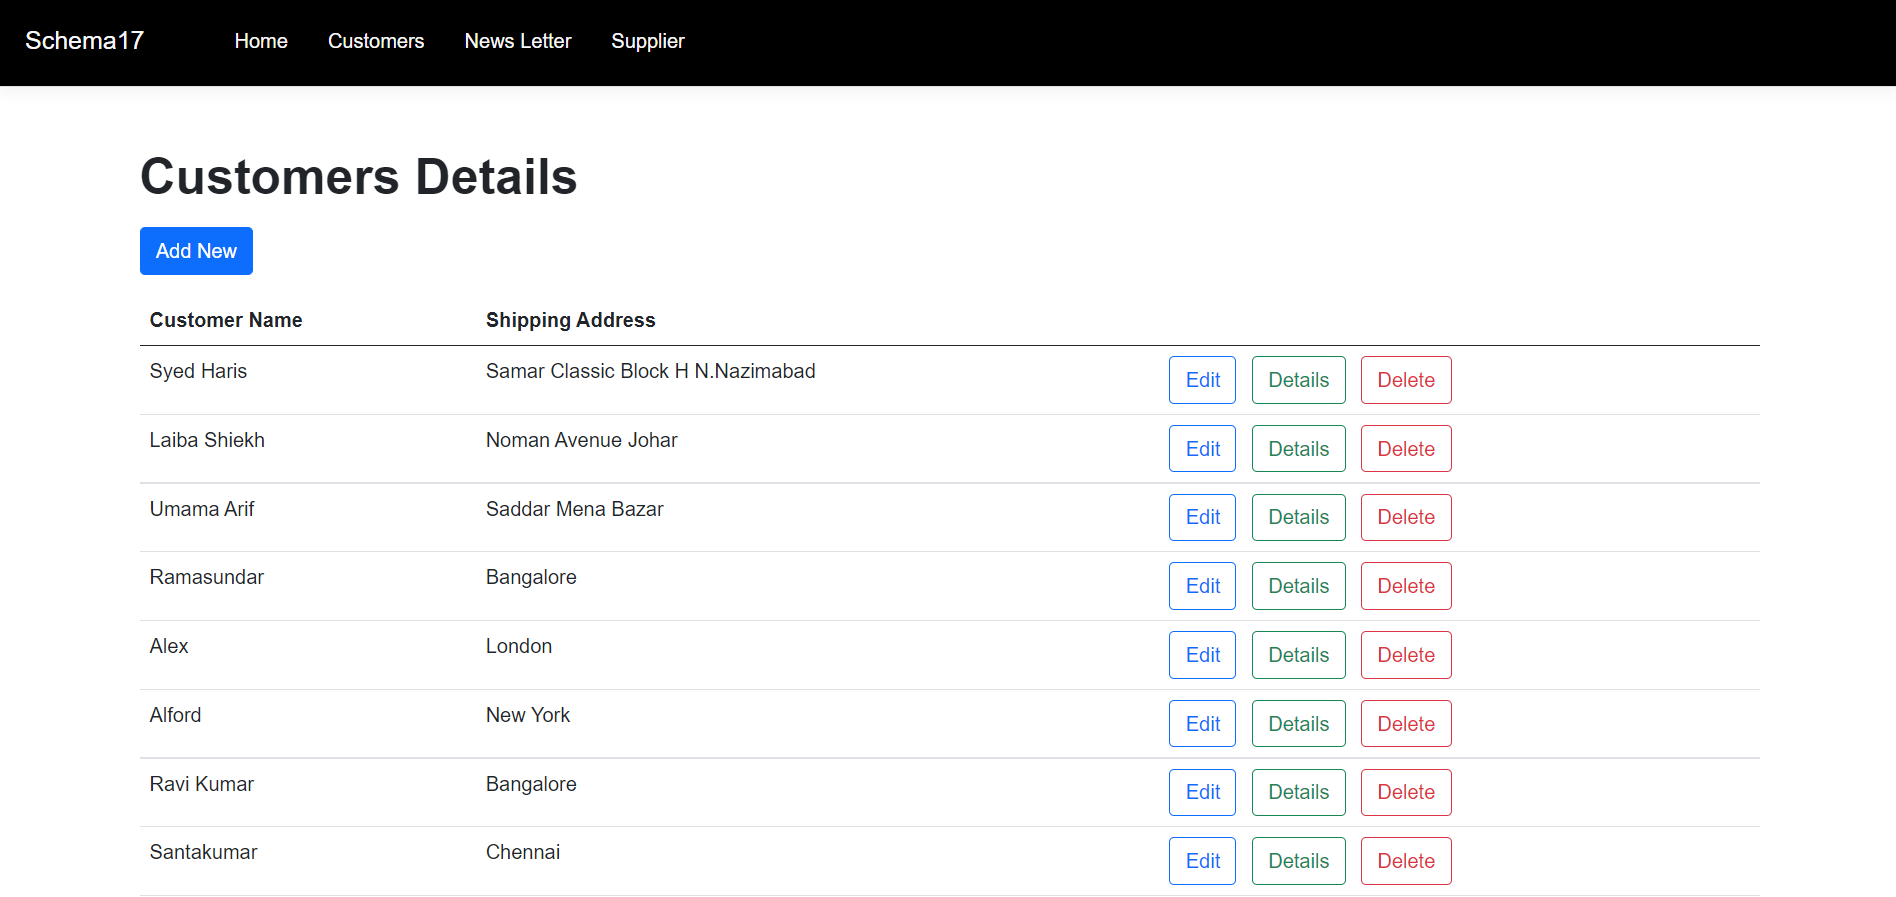 Schema17 Home Customers News Letter Supplier
Customers Details
Add New
Customer Name Shipping Address
Syed Haris Samar Classic Block H N.Nazimabad Edit Details Delete
Laiba Shiekh Noman Avenue Johar Edit Details Delete
Umama Arif Saddar Mena Bazar Edit Details Delete
Ramasundar Bangalore Edit Details Delete
Alex London Edit Details Delete
Alford New York Edit Details Delete
Ravi Kumar Bangalore Edit Details Delete
Santakumar Chennai Edit Details Delete